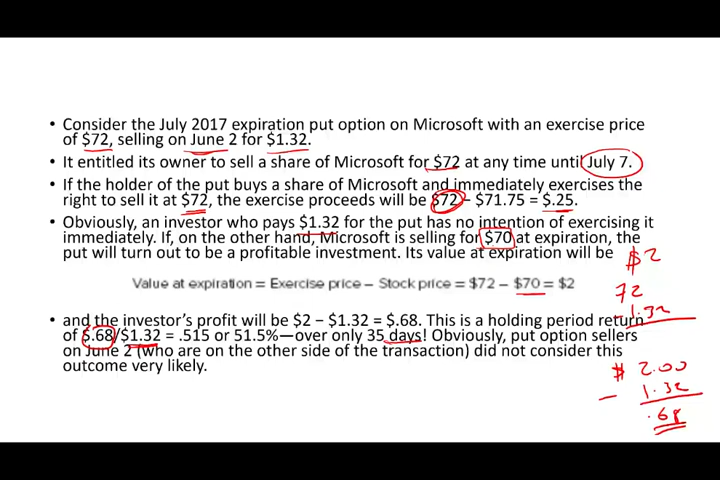 • Consider the July 2017 expiration put option on Microsoft with an exercise price
of $72, selling on June 2 for $1.32.
• It entitled its owner to sell a share of Microsoft for $72 at any time until July 7.
• If the holder of the put buys a share of Microsoft and immediately exercises the
right to sell it at $72, the exercise proceeds will be $72 – $71.75 = $.25.
• Obviously, an investor who pays $1.32 for the put has no intention of exercising it
immediately. If, on the other hand, Microsoft is selling for $70 at expiration, the
put will turn out to be a profitable investment. Its value at expiration will be
$2
Value at expiration = Exercise price – Stock price = $72 – $70 = $2
72
- 1.32
• and the investor's profit will be $2 – $1.32 = $.68. This is a holding period return
of $.68/$1.32 = .515 or 51.5%—over only 35 days! Obviously, put option sellers
on June 2 (who are on the other side of the transaction) did not consider this
outcome very likely.
$ 2.00
- 1.32
.68